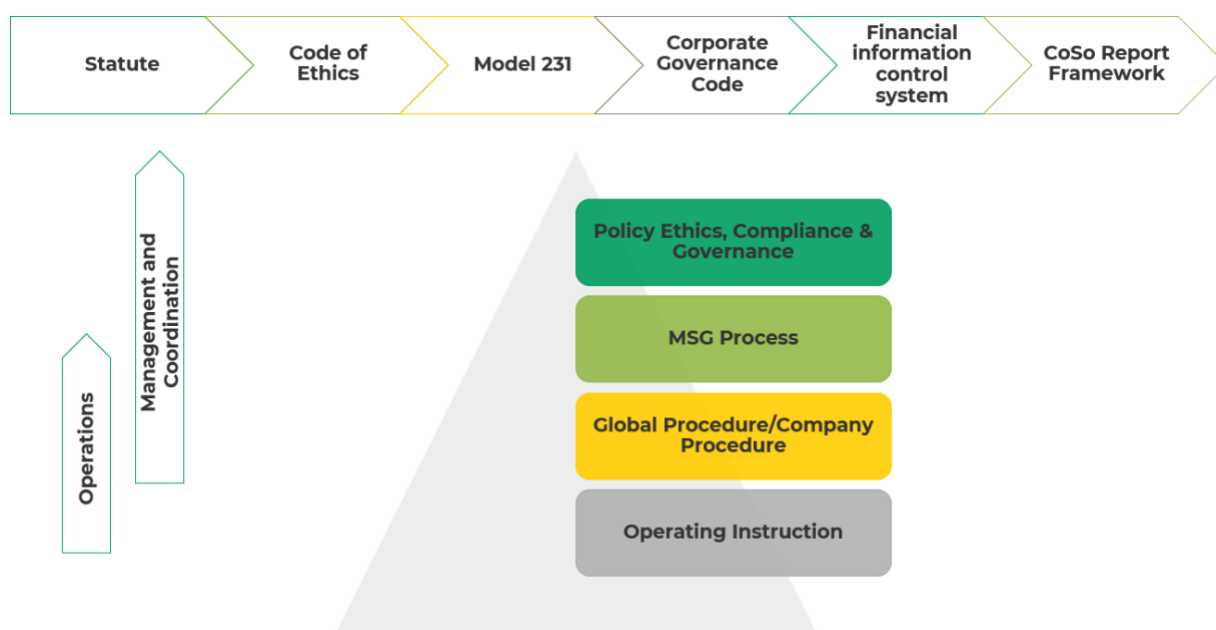 Statute
Code of
Ethics
Model 231
Corporate
Governance
Code
Financial
information
control
system
CoSo Report
Framework
Management and
Coordination
Operations
Policy Ethics, Compliance &
Governance
MSG Process
Global Procedure/Company
Procedure
Operating Instruction